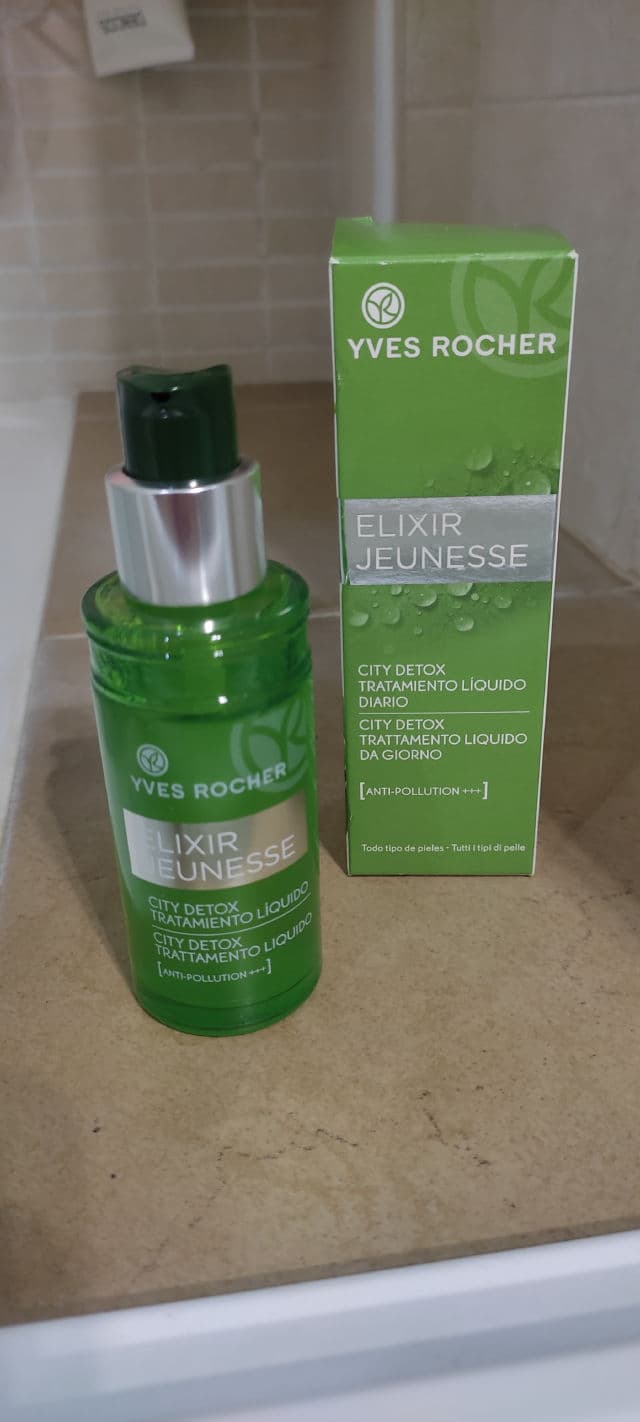 YVES ROCHER
ELIXIR
JEUNESSE
CITY DETOX
TRATAMIENTO LÍQUIDO
DIARIO
CITY DETOX
TRATTAMENTO LIQUIDO
DA GIORNO
[ANTI-POLLUTION +++]
Todo tipo de pieles - Tutti i tipi di pelle
YVES ROCHER
ELIXIR
JEUNESSE
CITY DETOX
TRATAMIENTO LÍQUIDO
CITY DETOX
TRATTAMENTO LIQUIDO
[ANTI-POLLUTION +++]